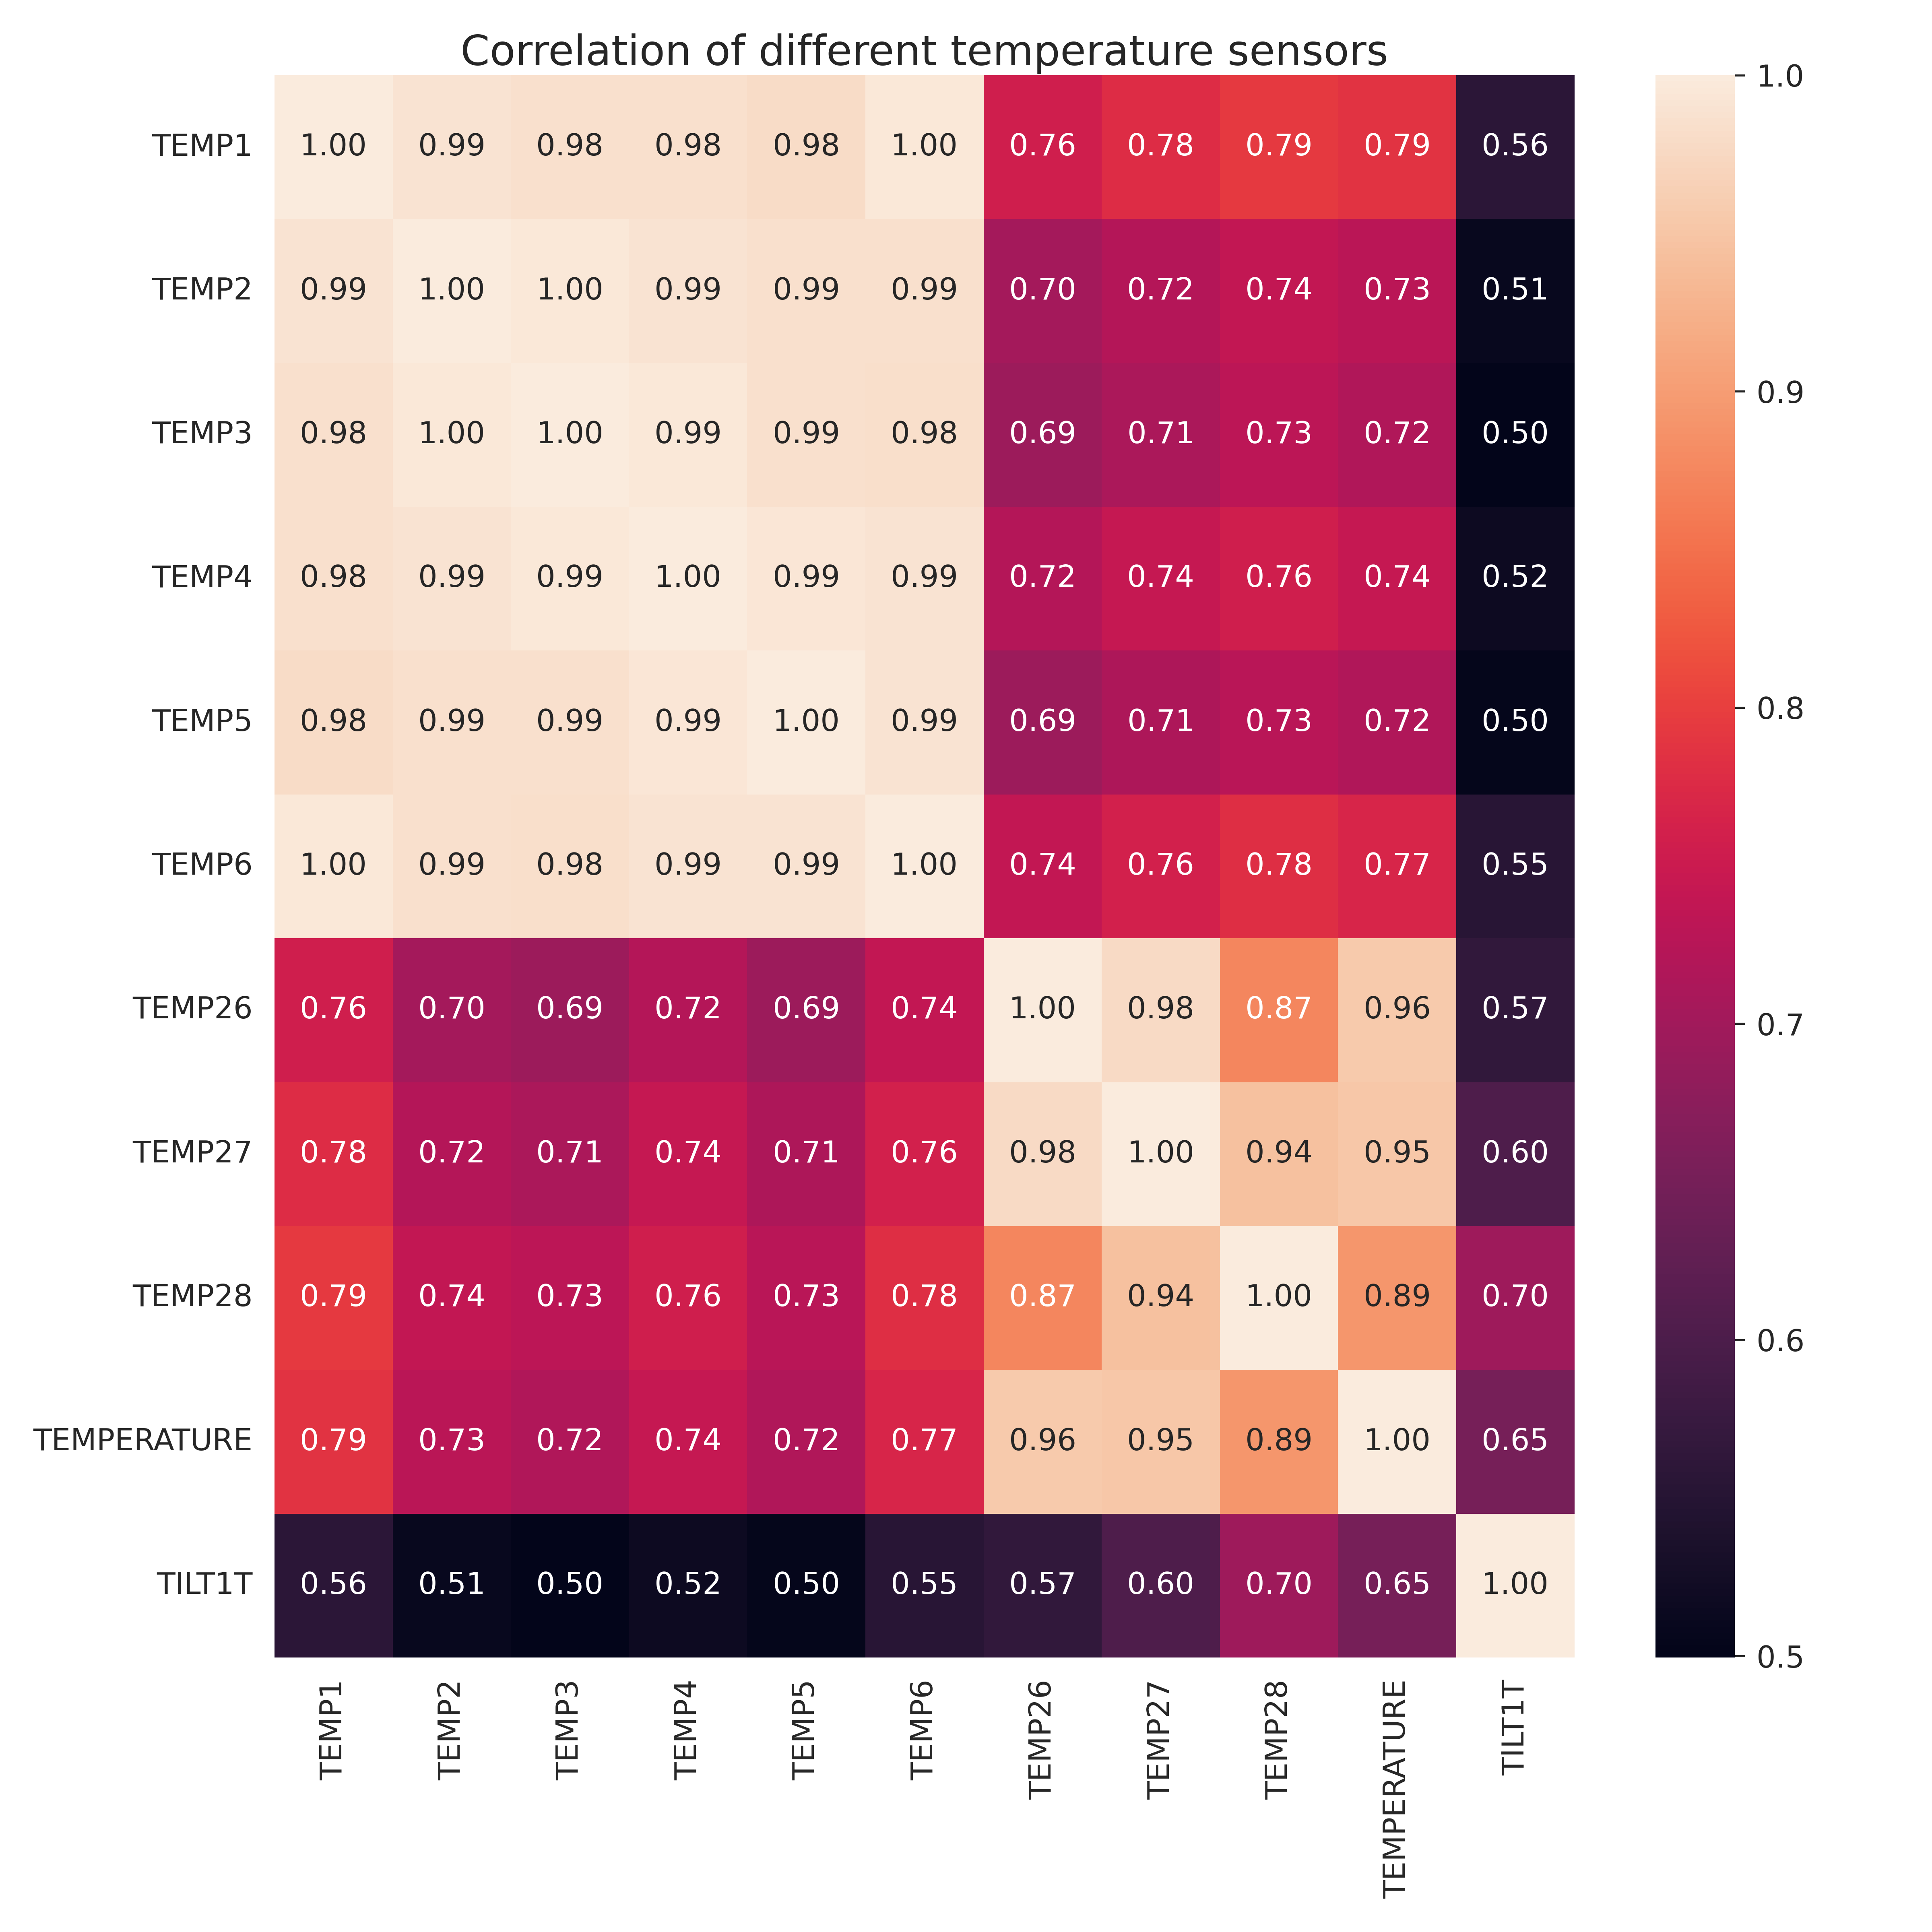 Correlation of different temperature sensors
TEMP1 1.00 0.99 0.98 0.98 0.98 1.00 0.76 0.78 0.79 0.79 0.56
TEMP2 0.99 1.00 1.00 0.99 0.99 0.99 0.70 0.72 0.74 0.73 0.51
TEMP3 0.98 1.00 1.00 0.99 0.99 0.98 0.69 0.71 0.73 0.72 0.50
TEMP4 0.98 0.99 0.99 1.00 0.99 0.99 0.72 0.74 0.76 0.74 0.52
TEMP5 0.98 0.99 0.99 0.99 1.00 0.99 0.69 0.71 0.73 0.72 0.50
TEMP6 1.00 0.99 0.98 0.99 0.99 1.00 0.74 0.76 0.78 0.77 0.55
TEMP26 0.76 0.70 0.69 0.72 0.69 0.74 1.00 0.98 0.87 0.96 0.57
TEMP27 0.78 0.72 0.71 0.74 0.71 0.76 0.98 1.00 0.94 0.95 0.60
TEMP28 0.79 0.74 0.73 0.76 0.73 0.78 0.87 0.94 1.00 0.89 0.70
TEMPERATURE 0.79 0.73 0.72 0.74 0.72 0.77 0.96 0.95 0.89 1.00 0.65
TILT1T 0.56 0.51 0.50 0.52 0.50 0.55 0.57 0.60 0.70 0.65 1.00
TEMP1
TEMP2
TEMP3
TEMP4
TEMP5
TEMP6
TEMP26
TEMP27
TEMP28
TEMPERATURE
TILT1T
1.0
0.9
0.8
0.7
0.6
0.5